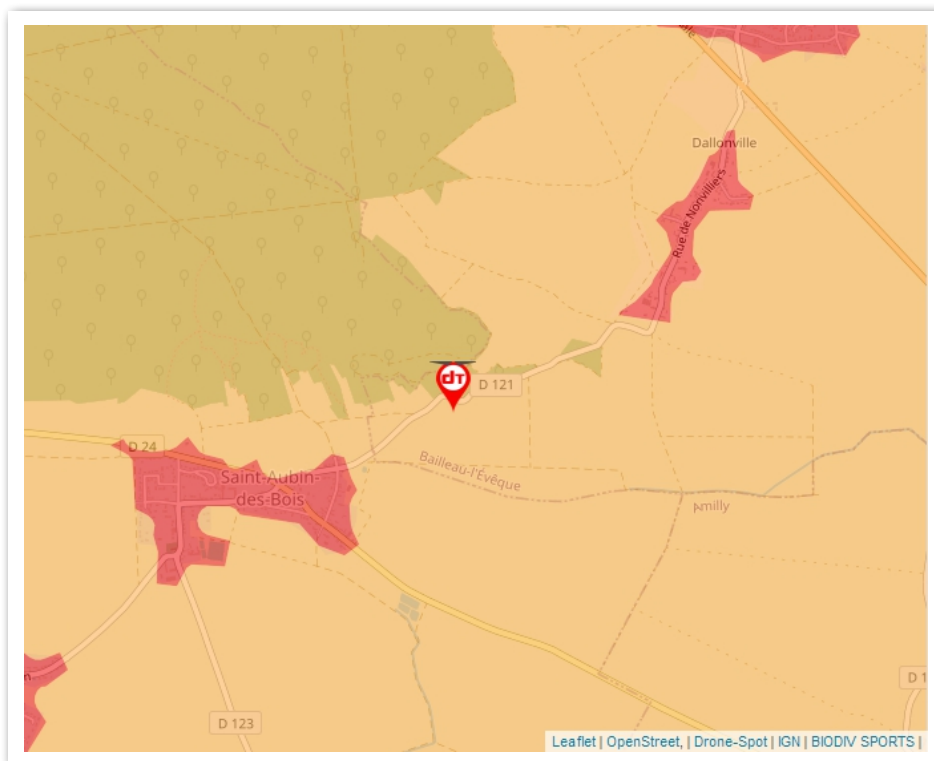 Dallonville
Rue de Nonvilliers
D 121
D 24
Saint-Aubin-
des-Bois
Bailleau-l'Évêque
Amilly
D 123
D 1
dT
Leaflet | OpenStreet, | Drone-Spot | IGN | BIODIV SPORTS |